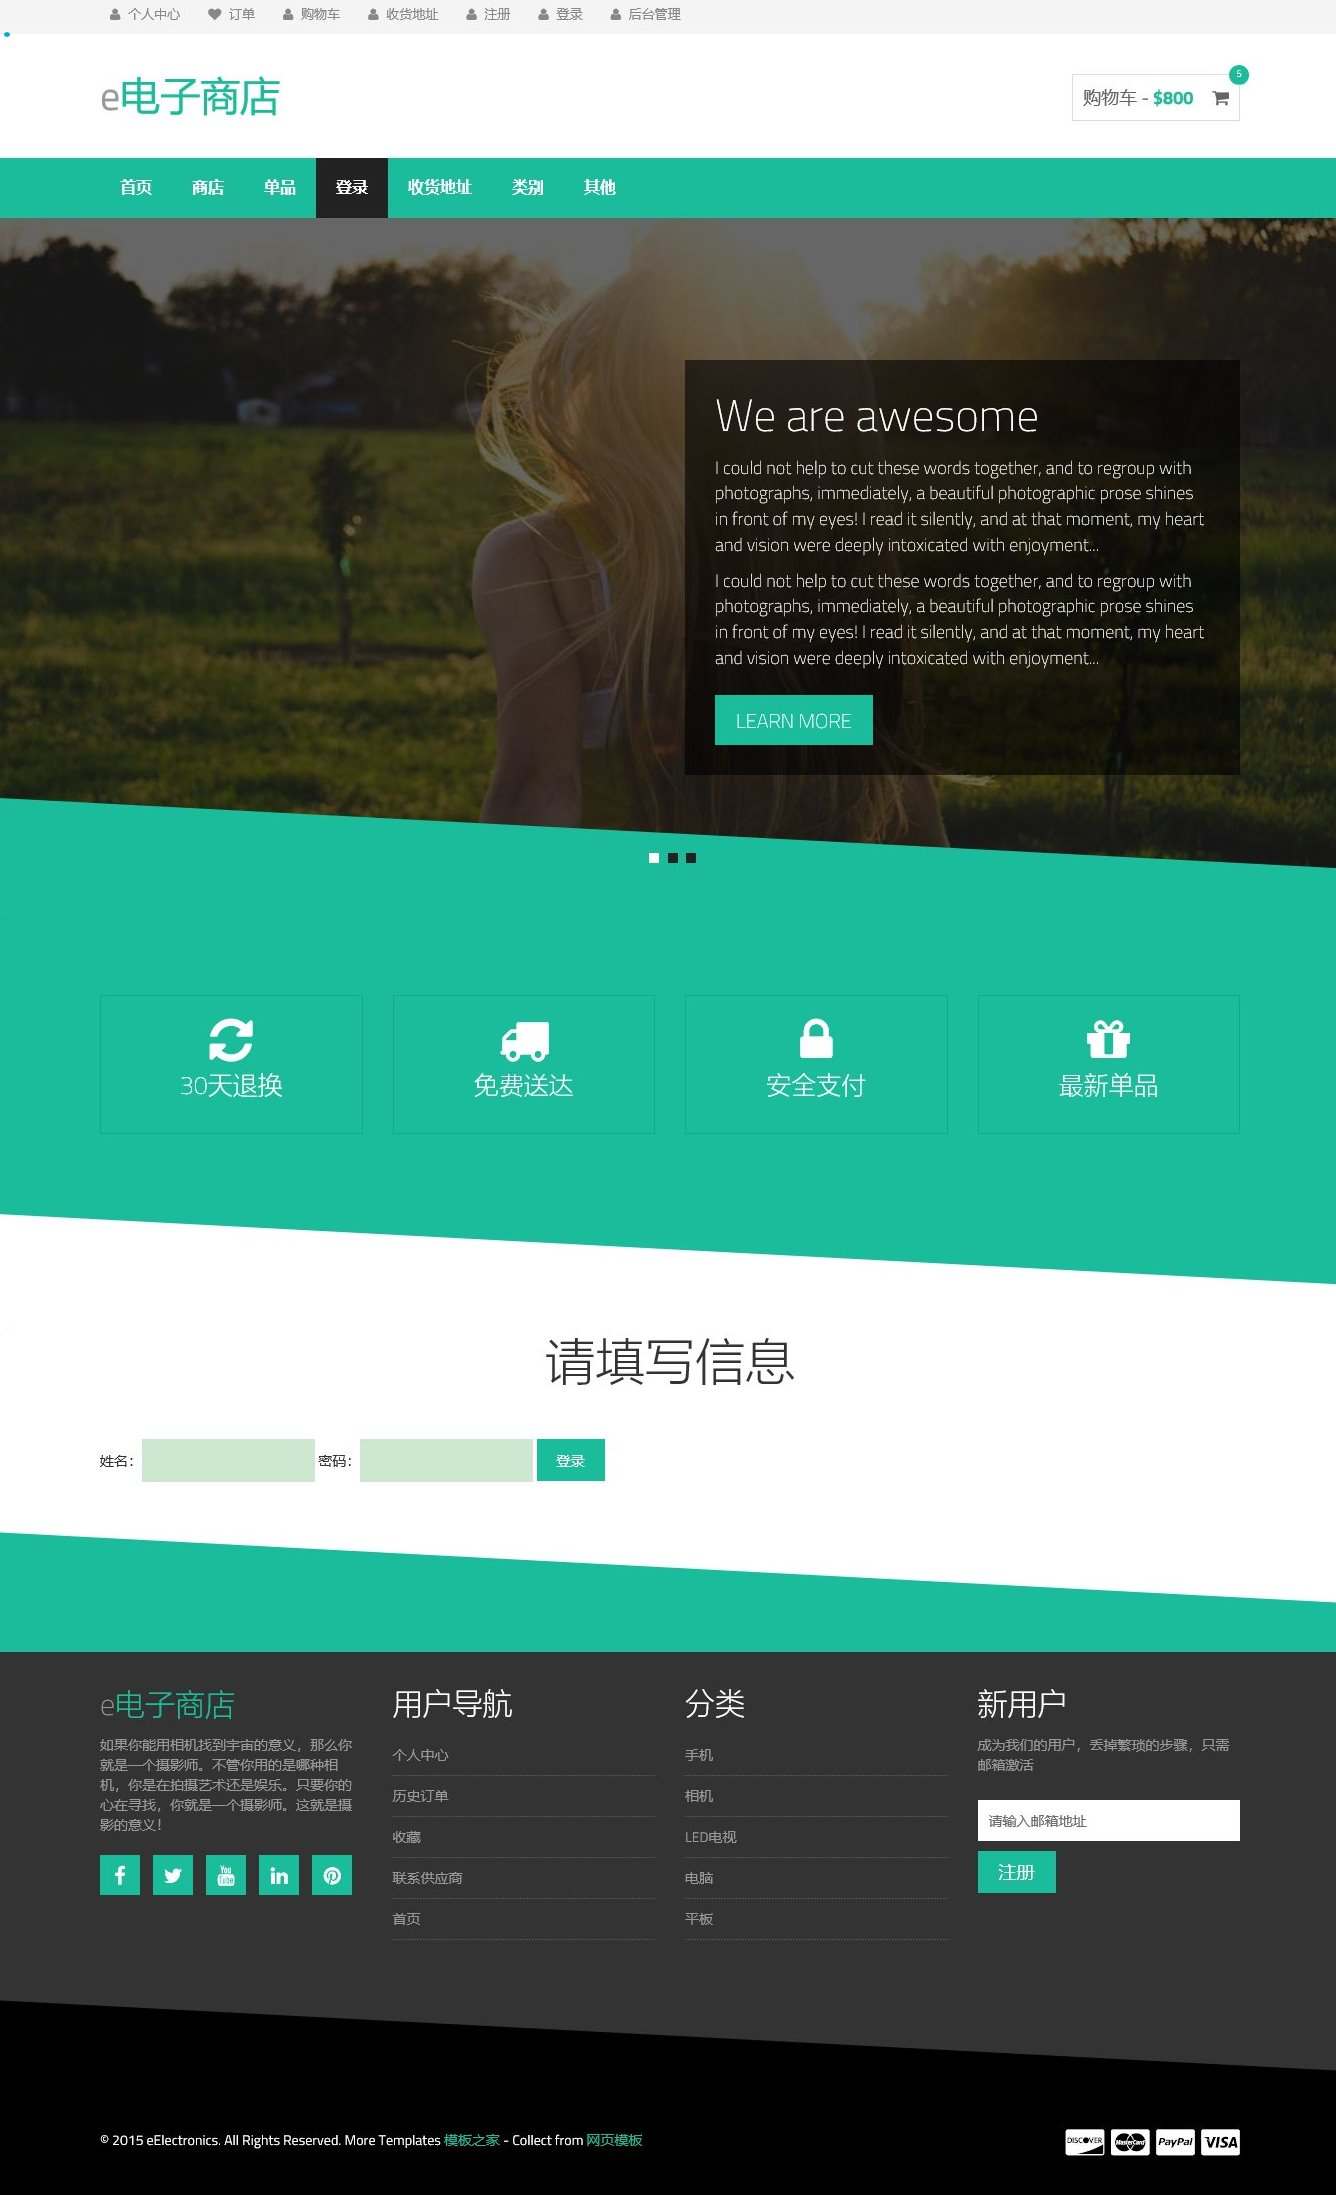 个人中心 订单 购物车 收货地址 注册 登录 后台管理
e电子商店
购物车 - $800
5
首页 商店 单品 登录 收货地址 类别 其他
We are awesome
I could not help to cut these words together, and to regroup with
photographs, immediately, a beautiful photographic prose shines
in front of my eyes! I read it silently, and at that moment, my heart
and vision were deeply intoxicated with enjoyment...
I could not help to cut these words together, and to regroup with
photographs, immediately, a beautiful photographic prose shines
in front of my eyes! I read it silently, and at that moment, my heart
and vision were deeply intoxicated with enjoyment...
LEARN MORE
30天退换
免费送达
安全支付
最新单品
请填写信息
姓名： 密码： 登录
e电子商店
如果你能用相机找到宇宙的意义，那么你
就是一个摄影师。不管你用的是哪种相
机，你是在拍摄艺术还是娱乐。只要你的
心在寻找，你就是一个摄影师。这就是摄
影的意义！
You Tube
用户导航
个人中心
历史订单
收藏
联系供应商
首页
分类
手机
相机
LED电视
电脑
平板
新用户
成为我们的用户，丢掉繁琐的步骤，只需
邮箱激活
请输入邮箱地址
注册
© 2015 eElectronics. All Rights Reserved. More Templates 模板之家 - Collect from 网页模板
DISCOVER MasterCard PayPal VISA